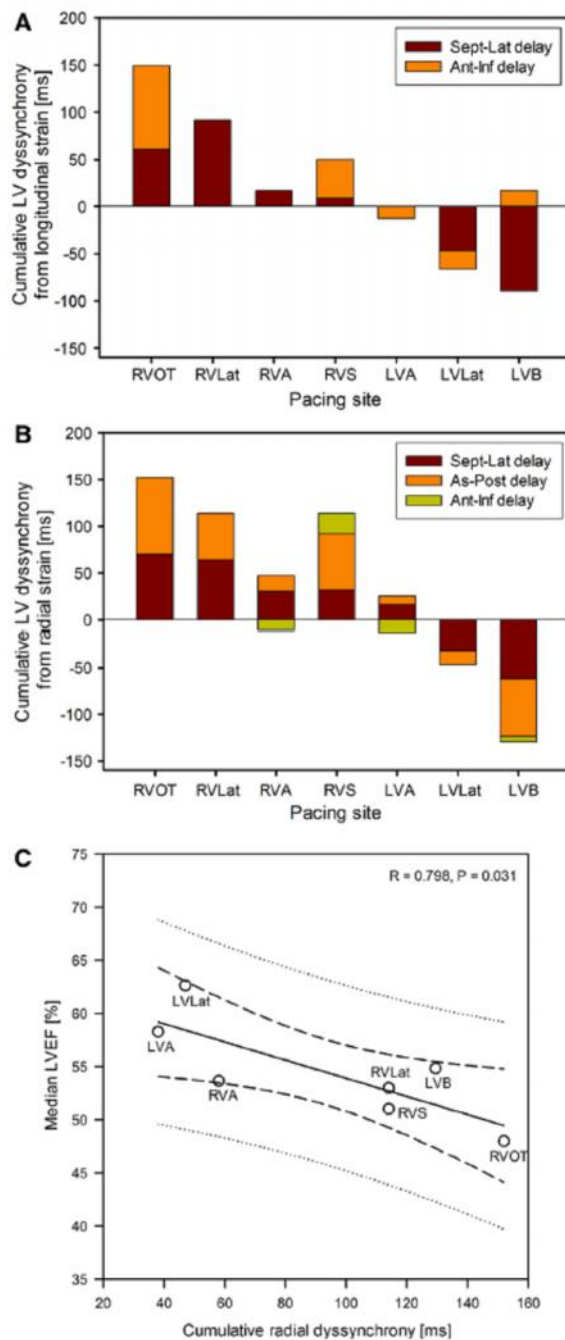 A
Cumulative LV dyssynchrony
from longitudinal strain [ms]
200
150
100
50
0
-50
-100
-150
Sept-Lat delay
Ant-Inf delay
RVOT RVLat RVA RVS LVA LVLat LVB
Pacing site
B
Cumulative LV dyssynchrony
from radial strain [ms]
200
150
100
50
0
-50
-100
-150
Sept-Lat delay
As-Post delay
Ant-Inf delay
RVOT RVLat RVA RVS LVA LVLat LVB
Pacing site
C
Median LVEF [%]
75
70
65
60
55
50
45
40
35
R = 0.798, P = 0.031
LVLat
LVA
RVA
RVLat
LVB
RVS
RVOT
20 40 60 80 100 120 140 160
Cumulative radial dyssynchrony [ms]